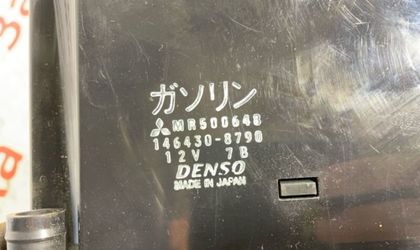 ガソリン
MR500648
146430-8790
12V 7B
DENSO
MADE IN JAPAN